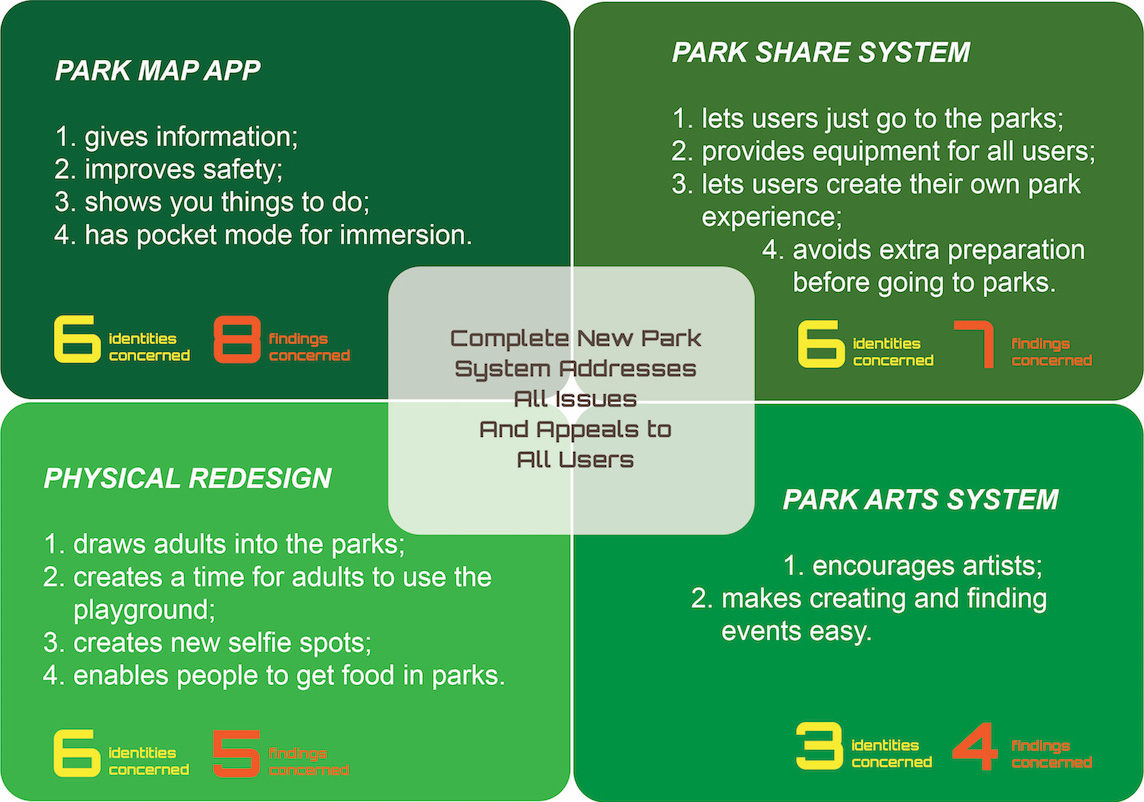 PARK MAP APP
1. gives information;
2. improves safety;
3. shows you things to do;
4. has pocket mode for immersion.
6 identities
concerned
8 findings
concerned
PARK SHARE SYSTEM
1. lets users just go to the parks;
2. provides equipment for all users;
3. lets users create their own park
experience;
4. avoids extra preparation
before going to parks.
6 identities
concerned
7 findings
concerned
Complete New Park
System Addresses
All Issues
And Appeals to
All Users
PHYSICAL REDESIGN
1. draws adults into the parks;
2. creates a time for adults to use the
playground;
3. creates new selfie spots;
4. enables people to get food in parks.
6 identities
concerned
5 findings
concerned
PARK ARTS SYSTEM
1. encourages artists;
2. makes creating and finding
events easy.
3 identities
concerned
4 findings
concerned